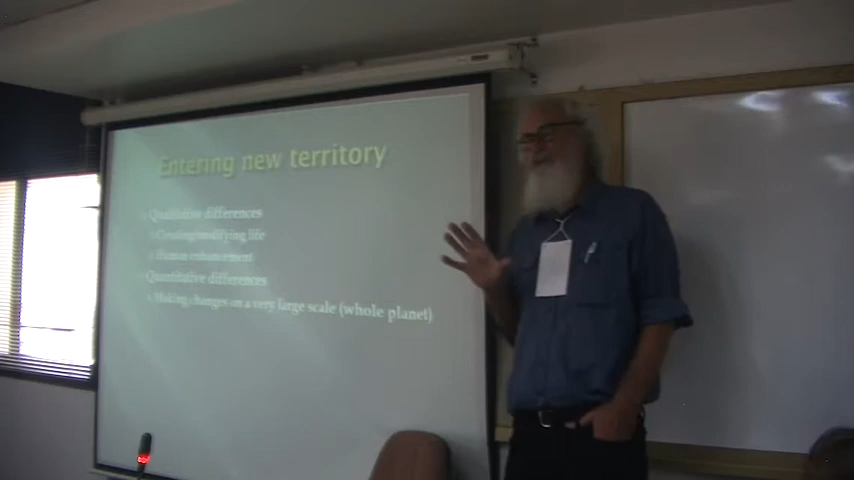 Entering new territory
Qualitative differences
Creating/modifying life
Human enhancement
Quantitative differences
Making changes on a very large scale (whole planet)